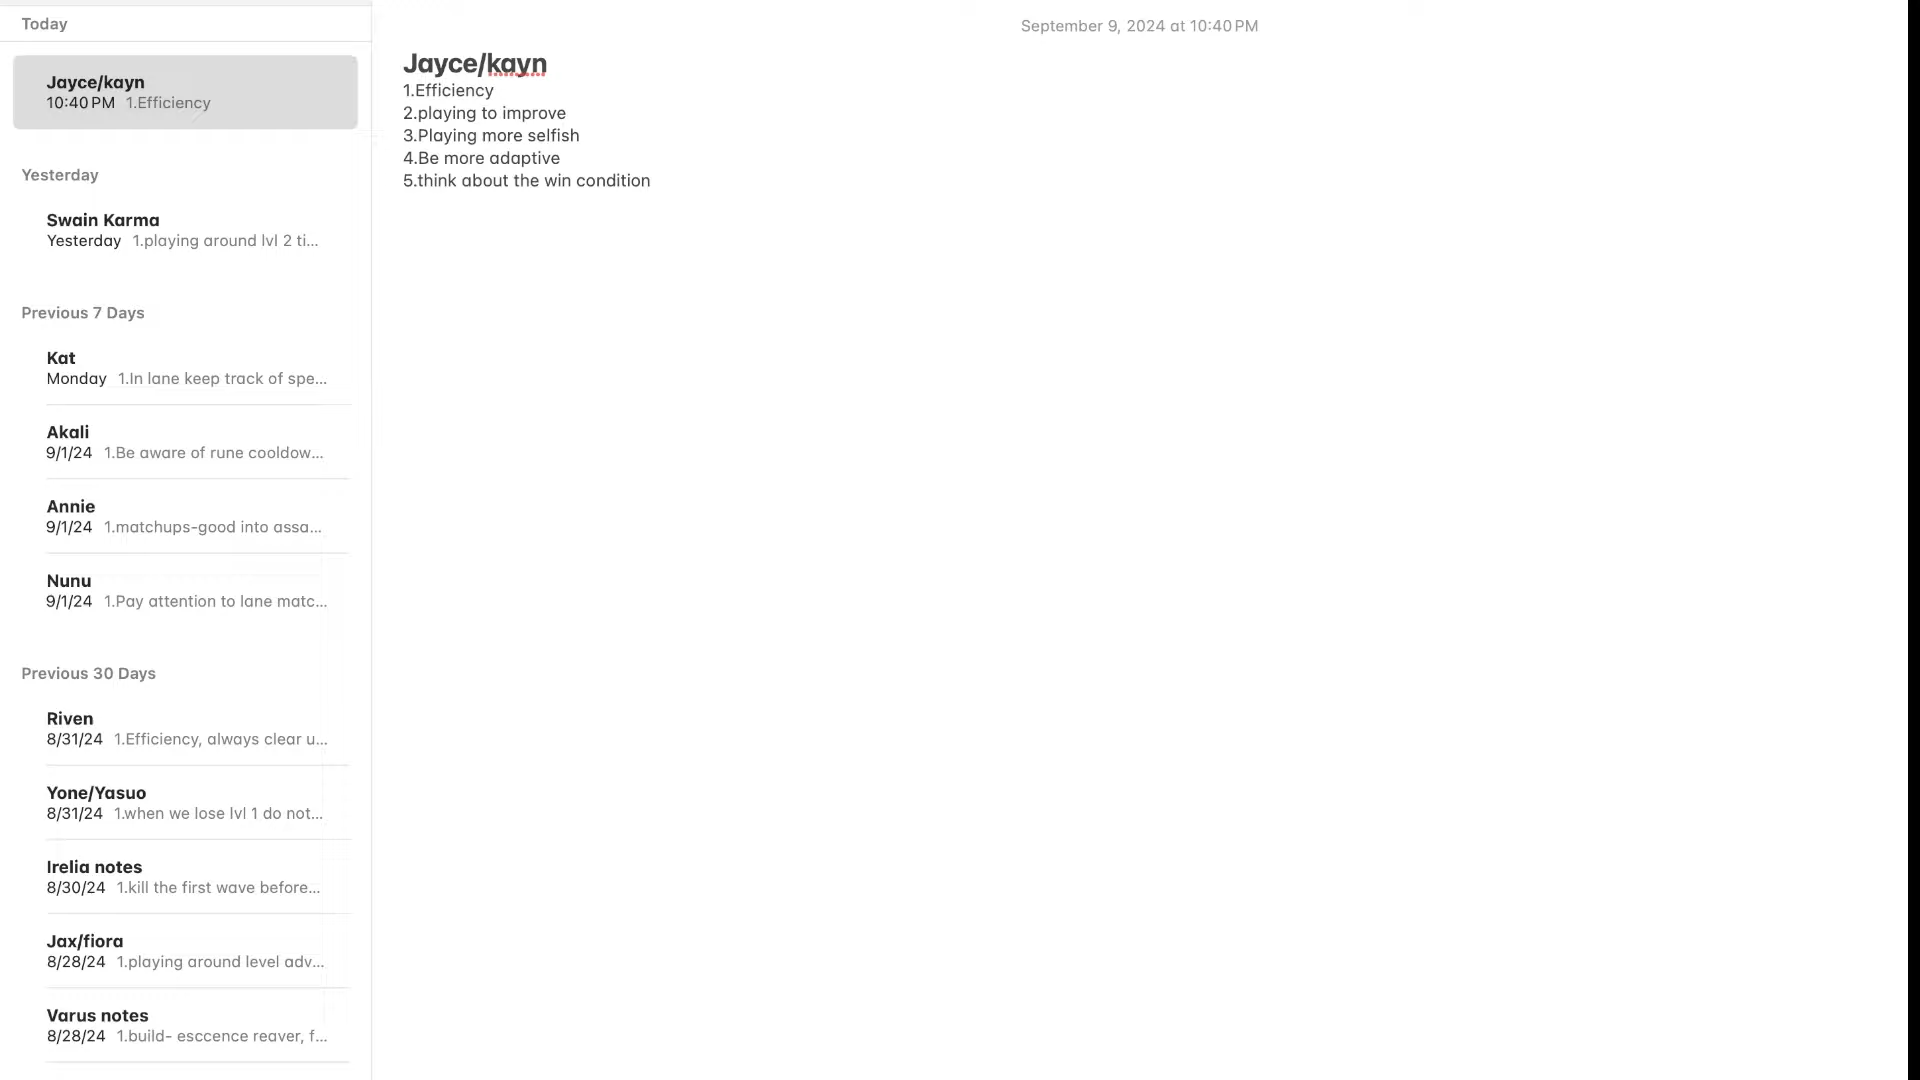 Today
Jayce/kayn
10:40 PM 1.Efficiency
Yesterday
Swain Karma
Yesterday 1.playing around lvl 2 ti...
Previous 7 Days
Kat
Monday 1.In lane keep track of spe...
Akali
9/1/24 1.Be aware of rune cooldow...
Annie
9/1/24 1.matchups-good into assa...
Nunu
9/1/24 1.Pay attention to lane matc...
Previous 30 Days
Riven
8/31/24 1.Efficiency, always clear u...
Yone/Yasuo
8/31/24 1.when we lose lvl 1 do not...
Irelia notes
8/30/24 1.kill the first wave before...
Jax/fiora
8/28/24 1.playing around level adv...
Varus notes
8/28/24 1.build- esccence reaver, f...
September 9, 2024 at 10:40 PM
Jayce/kayn
1.Efficiency
2.playing to improve
3.Playing more selfish
4.Be more adaptive
5.think about the win condition